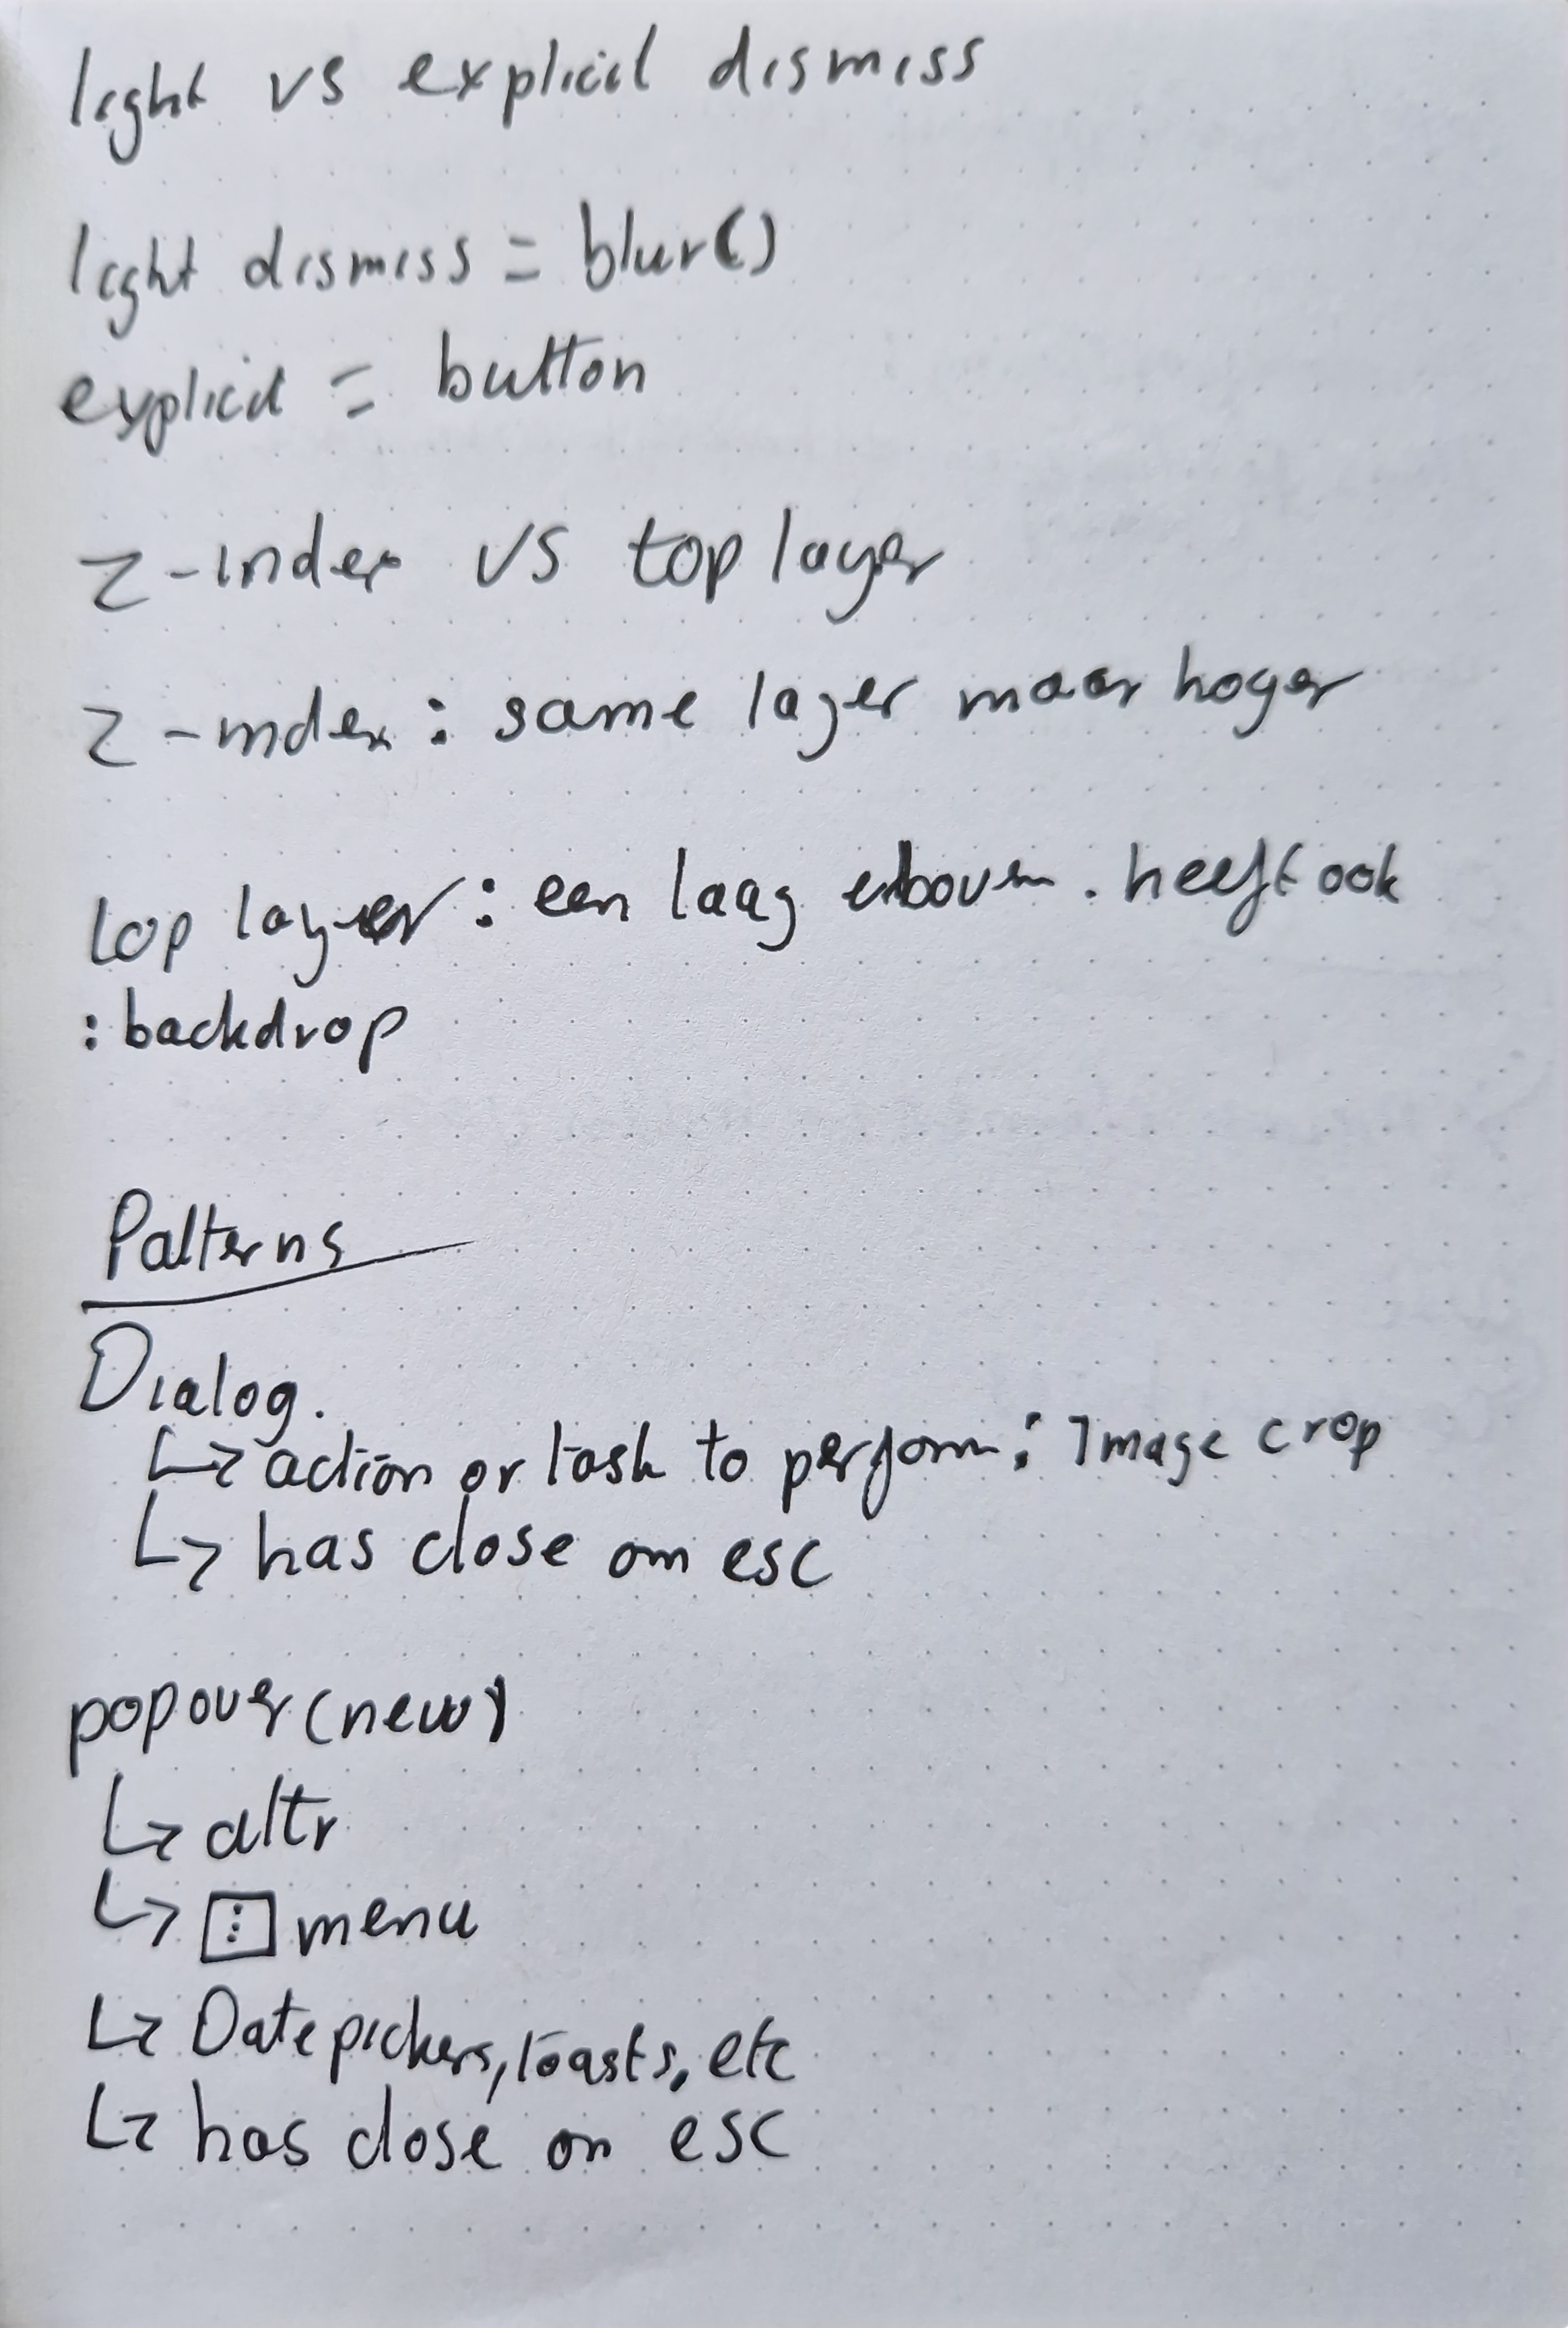 light vs explicit dismiss
light dismiss = blur()
explicit = button
z-index vs top layer
z-index: same layer maar hoger
top layer: een laag erboven. heeft ook
:backdrop
Patterns
Dialog.
↳ action or task to perform: Image crop
↳ has close on esc
popover (new)
↳ attr
↳ ⋮ menu
↳ Datepickers, toasts, etc
↳ has close on esc